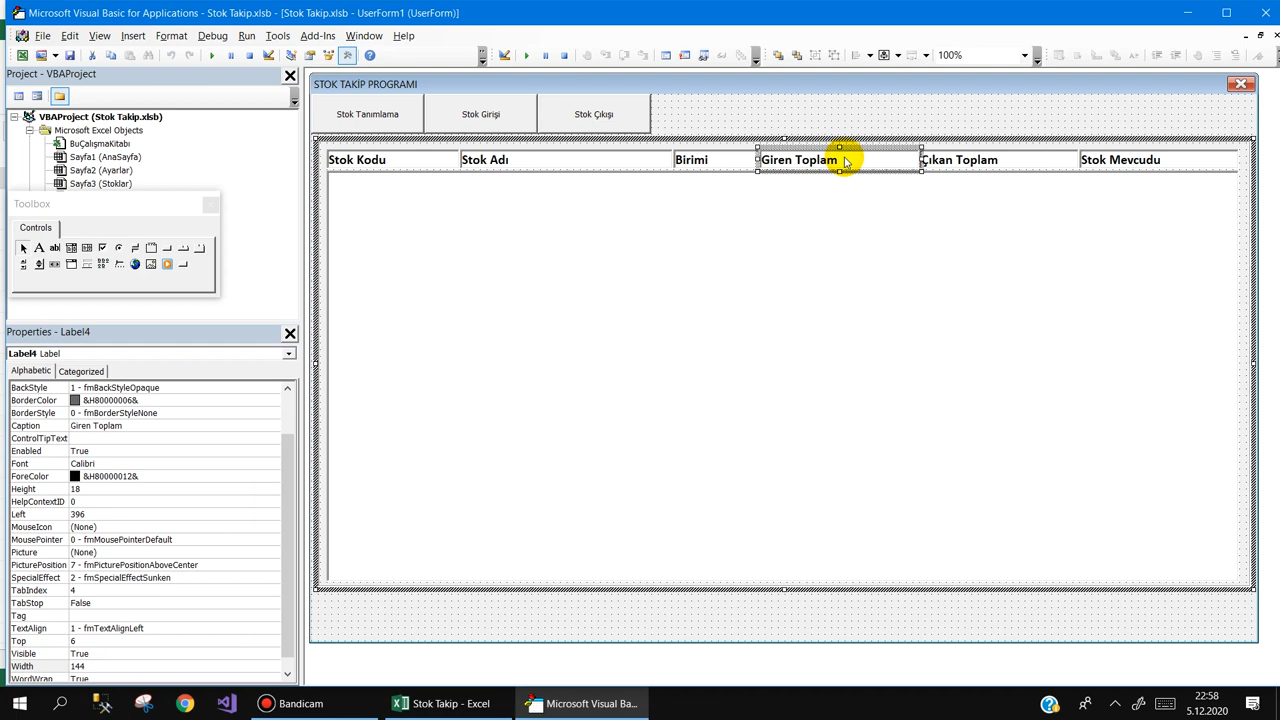 Microsoft Visual Basic for Applications - Stok Takip.xlsb - [Stok Takip.xlsb - UserForm1 (UserForm)]
File Edit View Insert Format Debug Run Tools Add-Ins Window Help
100%
Project - VBAProject
VBAProject (Stok Takip.xlsb)
Microsoft Excel Objects
BuÇalışmaKitabı
Sayfa1 (AnaSayfa)
Sayfa2 (Ayarlar)
Sayfa3 (Stoklar)
Toolbox
Controls
Properties - Label4
Label4 Label
Alphabetic Categorized
BackStyle 1 - fmBackStyleOpaque
BorderColor &H80000006&
BorderStyle 0 - fmBorderStyleNone
Caption Giren Toplam
ControlTipText
Enabled True
Font Calibri
ForeColor &H80000012&
Height 18
HelpContextID 0
Left 396
MouseIcon (None)
MousePointer 0 - fmMousePointerDefault
Picture (None)
PicturePosition 7 - fmPicturePositionAboveCenter
SpecialEffect 2 - fmSpecialEffectSunken
TabIndex 4
TabStop False
Tag
TextAlign 1 - fmTextAlignLeft
Top 6
Visible True
Width 144
WordWrap True
STOK TAKİP PROGRAMI
Stok Tanımlama Stok Girişi Stok Çıkışı
Stok Kodu Stok Adı Birimi Giren Toplam Çıkan Toplam Stok Mevcudu
Bandicam
Stok Takip - Excel
Microsoft Visual Ba...
22:58
5.12.2020